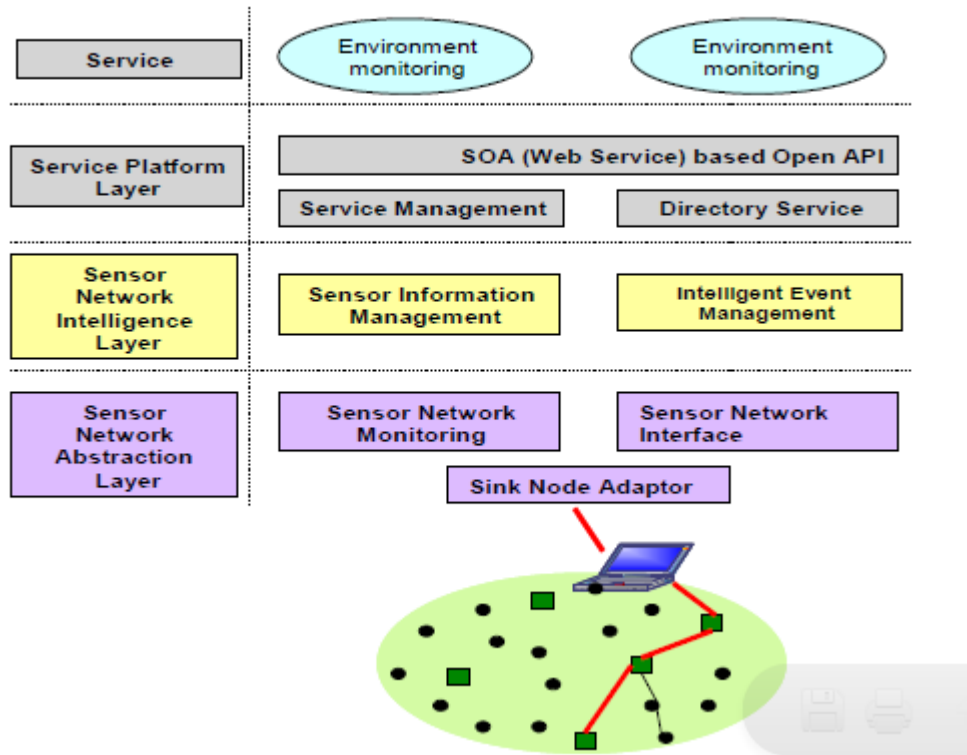 Service
Environment
monitoring
Environment
monitoring
Service Platform
Layer
SOA (Web Service) based Open API
Service Management
Directory Service
Sensor
Network
Intelligence
Layer
Sensor Information
Management
Intelligent Event
Management
Sensor
Network
Abstraction
Layer
Sensor Network
Monitoring
Sensor Network
Interface
Sink Node Adaptor